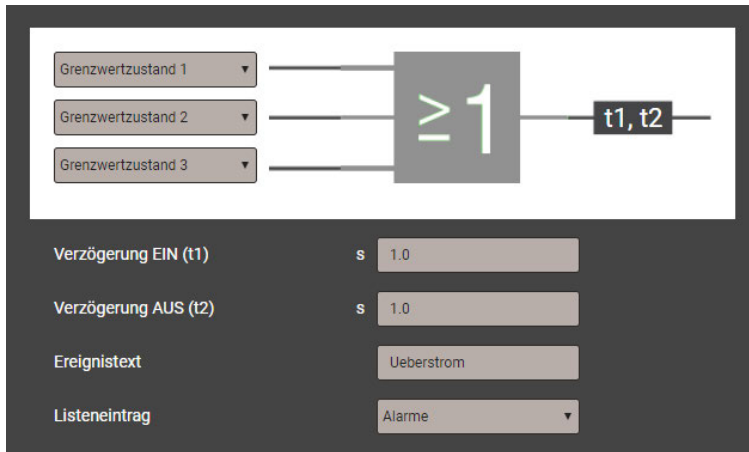 Grenzwertzustand 1
Grenzwertzustand 2
Grenzwertzustand 3
≥1
t1, t2
Verzögerung EIN (t1) s 1.0
Verzögerung AUS (t2) s 1.0
Ereignistext Ueberstrom
Listeneintrag Alarme